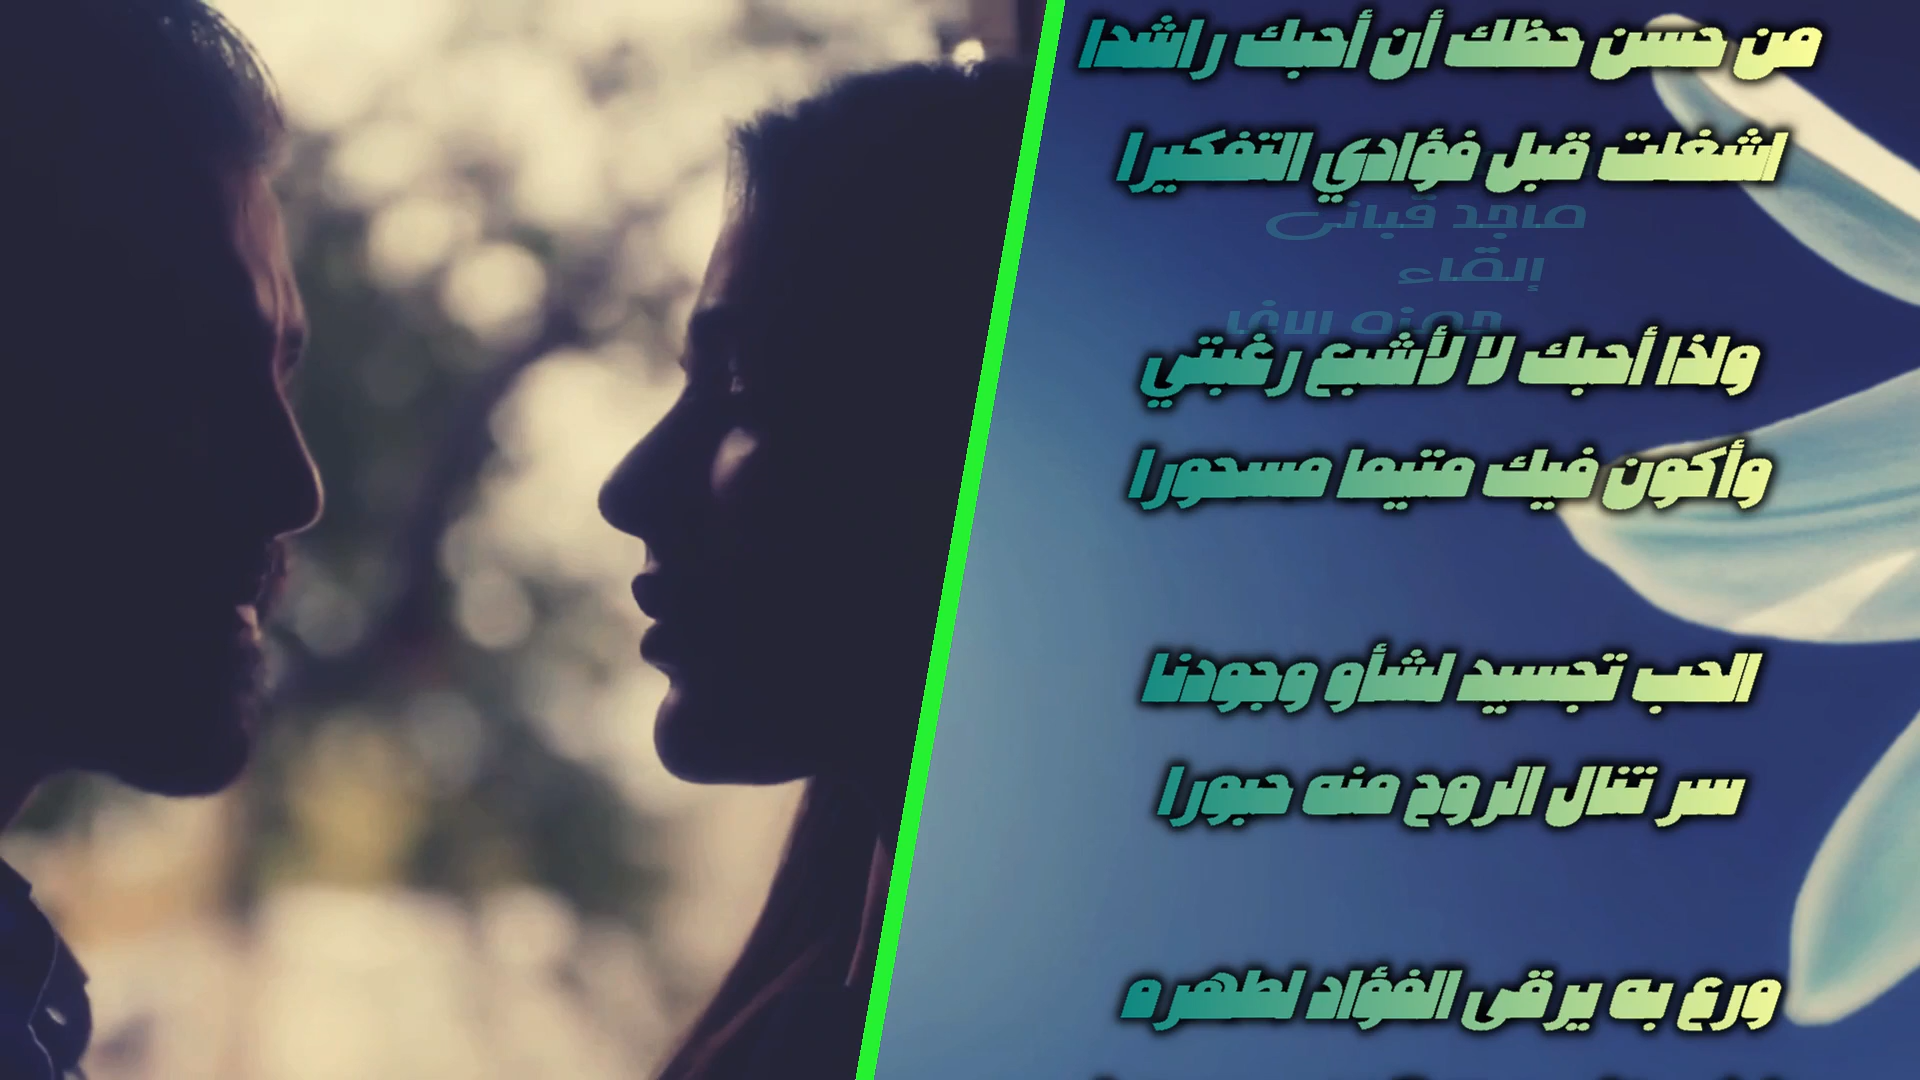 من حسن حظك أن أحبك راشدا
اشغلت قبل فؤادي التفكيرا
ماجد قباني
إلقاء
حمزه
ولذا أحبك لا لأشبع رغبتي
وأكون فيك متيما مسحورا
الحب تجسيد لشأو وجودنا
سر تنال الروح منه حبورا
ورع به يرقى الفؤاد لطهره